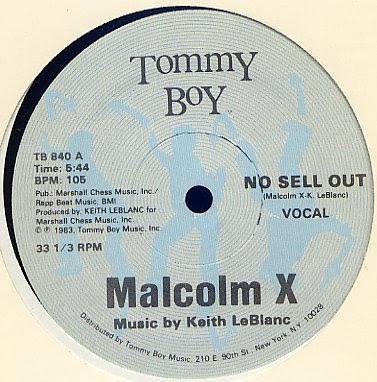 Tommy
Boy
TB 840 A
Time: 5:44
BPM: 105
Pub.: Marshall Chess Music, Inc./
Rapp Beat Music, BMI
Produced by: KEITH LEBLANC for
Marshall Chess Music, Inc.
© ℗ 1983, Tommy Boy Music, Inc
33 1/3 RPM
NO SELL OUT
(Malcolm X-K. LeBlanc)
VOCAL
Malcolm X
Music by Keith LeBlanc
Distributed by Tommy Boy Music, 210 E. 90th St., New York, N.Y. 10028